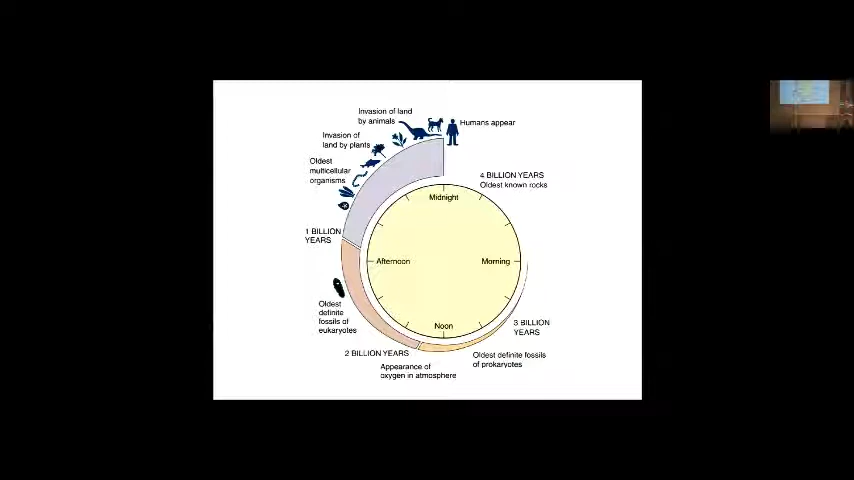 Invasion of land
by animals
Humans appear
Invasion of
land by plants
Oldest
multicellular
organisms
4 BILLION YEARS
Oldest known rocks
Midnight
1 BILLION
YEARS
Afternoon
Morning
Oldest
definite
fossils of
eukaryotes
Noon
3 BILLION
YEARS
2 BILLION YEARS
Oldest definite fossils
of prokaryotes
Appearance of
oxygen in atmosphere